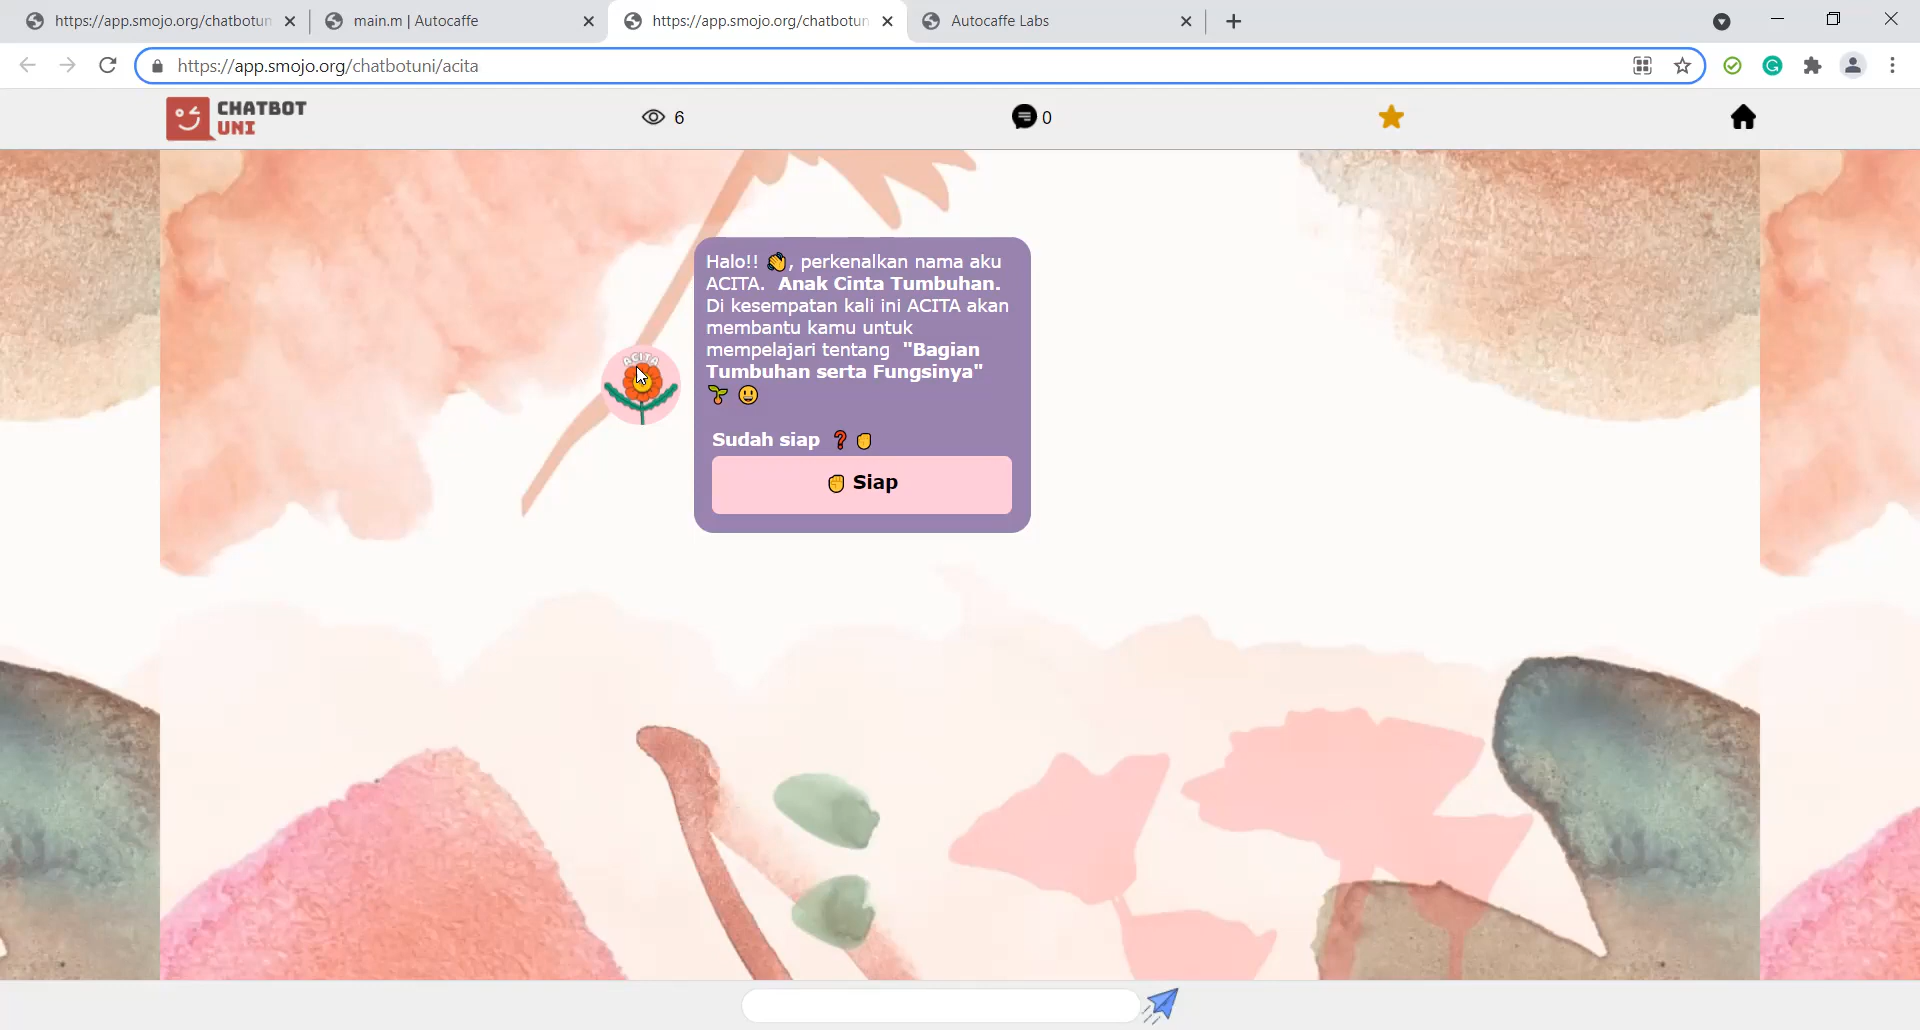 https://app.smojo.org/chatbotun
main.m | Autocaffe
https://app.smojo.org/chatbotun
Autocaffe Labs
https://app.smojo.org/chatbotuni/acita
CHATBOT
UNI
6
0
Halo!! 👋, perkenalkan nama aku
ACITA. Anak Cinta Tumbuhan.
Di kesempatan kali ini ACITA akan
membantu kamu untuk
mempelajari tentang "Bagian
Tumbuhan serta Fungsinya"
🌱 😃
ACITA
Sudah siap ❓✊
✊ Siap